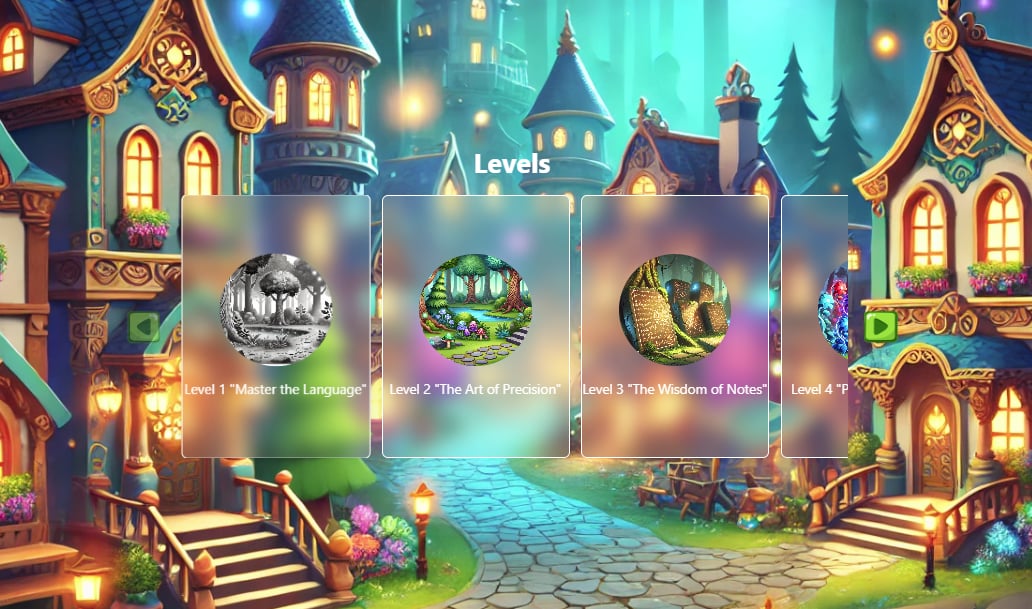 Levels
Level 1 "Master the Language"
Level 2 "The Art of Precision"
Level 3 "The Wisdom of Notes"
Level 4 "P